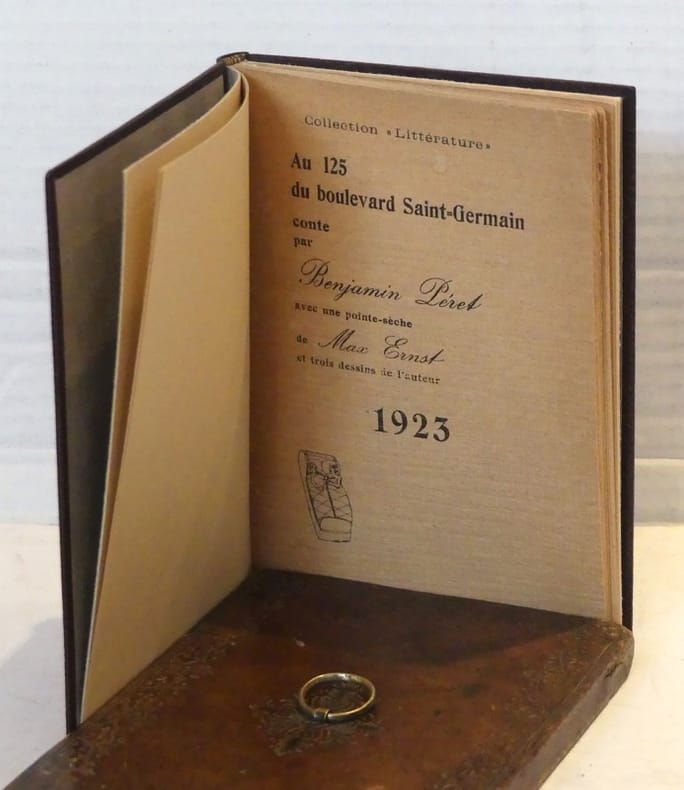 Collection «Littérature»
Au 125
du boulevard Saint-Germain
conte
par
Benjamin Péret
avec une pointe-sèche
de Max Ernst
et trois dessins de l'auteur
1923